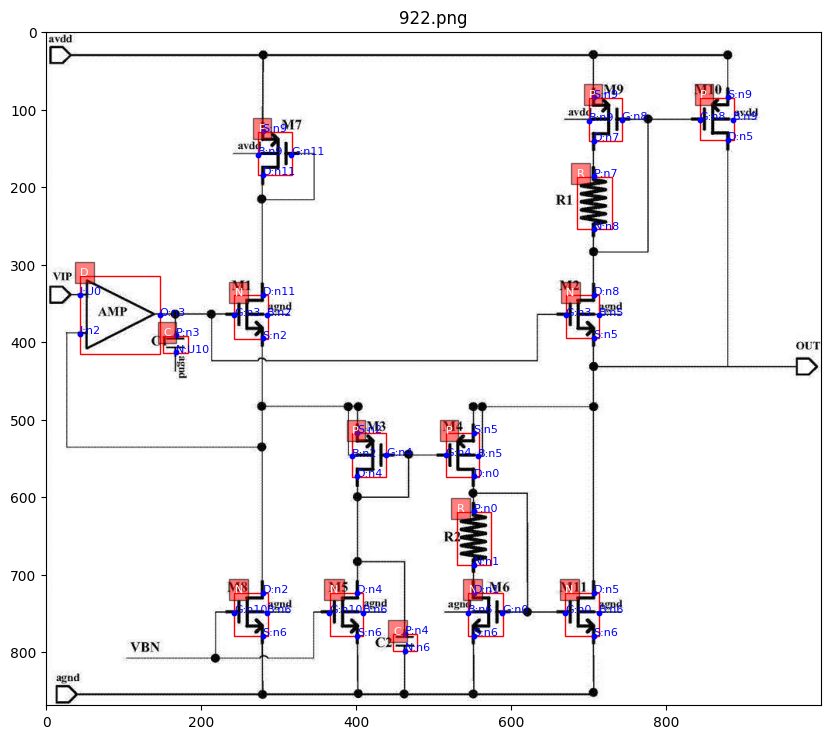 922.png
0
100
200
300
400
500
600
700
800
0
200
400
600
800
avdd
M7
avdd
P
S:n9
B:n9
G:n11
D:n11
M9
avdd
P
S:n9
B:n9
G:n8
D:n7
M10
avdd
P
S:n9
G:n8
B:n9
D:n5
R1
R
P:n7
N:n8
VIP
D
AMP
I:U0
I:n2
O:n3
C
P:n3
N:U10
agnd
M1
N
D:n11
agnd
G:n3
B:n2
S:n2
M2
N
D:n8
agnd
G:n3
B:n5
S:n5
OUT
M3
P
S:n2
B:n2
G:n4
D:n4
M4
P
S:n5
G:n4
B:n5
D:n0
R2
R
P:n0
N:n1
M8
N
D:n2
agnd
G:n10
B:n6
S:n6
M5
N
D:n4
agnd
G:n10
B:n6
S:n6
M6
N
D:n1
agnd
B:n6
G:n0
S:n6
M11
N
D:n5
agnd
G:n0
B:n6
S:n6
C2
C
P:n4
N:n6
VBN
agnd